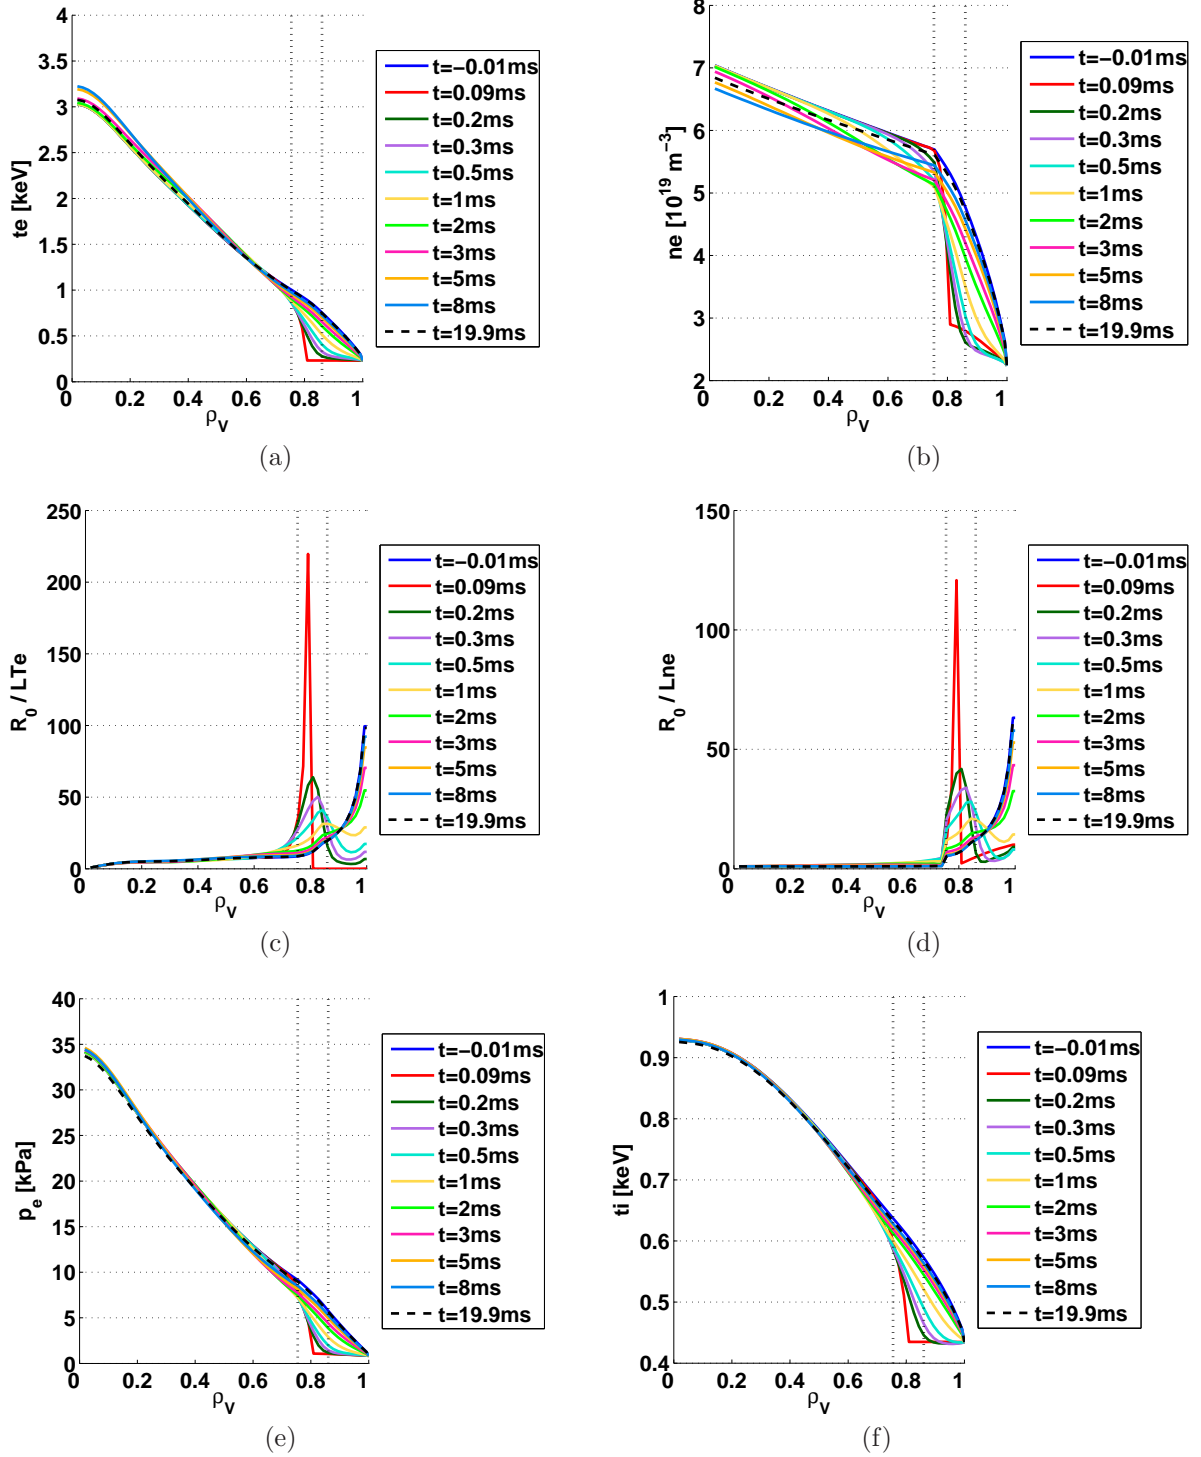 te [keV]
4
3.5
3
2.5
2
1.5
1
0.5
0
0 0.2 0.4 0.6 0.8 1
ρV
t=−0.01ms
t=0.09ms
t=0.2ms
t=0.3ms
t=0.5ms
t=1ms
t=2ms
t=3ms
t=5ms
t=8ms
t=19.9ms
(a)
ne [10^19 m^−3]
8
7
6
5
4
3
2
0 0.2 0.4 0.6 0.8 1
ρV
t=−0.01ms
t=0.09ms
t=0.2ms
t=0.3ms
t=0.5ms
t=1ms
t=2ms
t=3ms
t=5ms
t=8ms
t=19.9ms
(b)
R0 / LTe
250
200
150
100
50
0
0 0.2 0.4 0.6 0.8 1
ρV
t=−0.01ms
t=0.09ms
t=0.2ms
t=0.3ms
t=0.5ms
t=1ms
t=2ms
t=3ms
t=5ms
t=8ms
t=19.9ms
(c)
R0 / Lne
150
100
50
0
0 0.2 0.4 0.6 0.8 1
ρV
t=−0.01ms
t=0.09ms
t=0.2ms
t=0.3ms
t=0.5ms
t=1ms
t=2ms
t=3ms
t=5ms
t=8ms
t=19.9ms
(d)
pe [kPa]
40
35
30
25
20
15
10
5
0
0 0.2 0.4 0.6 0.8 1
ρV
t=−0.01ms
t=0.09ms
t=0.2ms
t=0.3ms
t=0.5ms
t=1ms
t=2ms
t=3ms
t=5ms
t=8ms
t=19.9ms
(e)
ti [keV]
1
0.9
0.8
0.7
0.6
0.5
0.4
0 0.2 0.4 0.6 0.8 1
ρV
t=−0.01ms
t=0.09ms
t=0.2ms
t=0.3ms
t=0.5ms
t=1ms
t=2ms
t=3ms
t=5ms
t=8ms
t=19.9ms
(f)